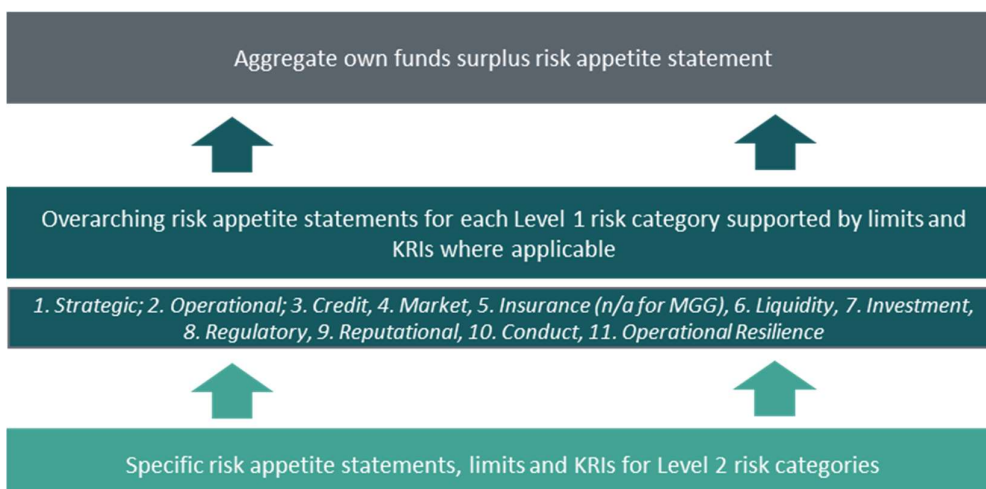 Aggregate own funds surplus risk appetite statement
Overarching risk appetite statements for each Level 1 risk category supported by limits and
KRIs where applicable
1. Strategic; 2. Operational; 3. Credit, 4. Market, 5. Insurance (n/a for MGG), 6. Liquidity, 7. Investment,
8. Regulatory, 9. Reputational, 10. Conduct, 11. Operational Resilience
Specific risk appetite statements, limits and KRIs for Level 2 risk categories